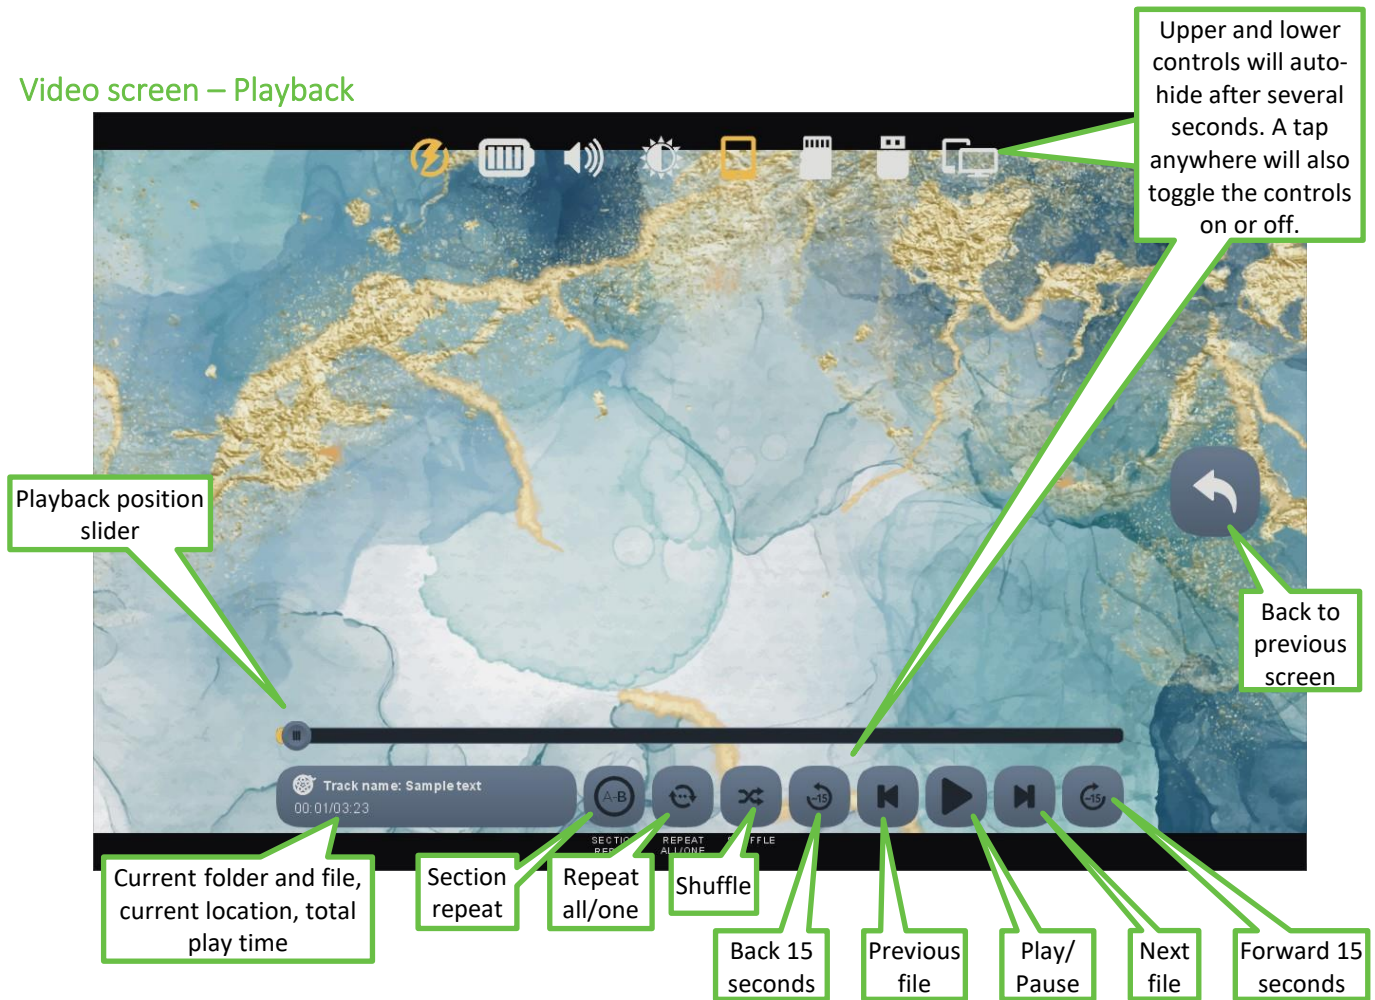 Video screen – Playback
Upper and lower
controls will auto-
hide after several
seconds. A tap
anywhere will also
toggle the controls
on or off.
Playback position
slider
Back to
previous
screen
Track name: Sample text
00:01/03:23
A-B
-15
-15
REPEAT
Current folder and file,
current location, total
play time
Section
repeat
Repeat
all/one
Shuffle
Back 15
seconds
Previous
file
Play/
Pause
Next
file
Forward 15
seconds